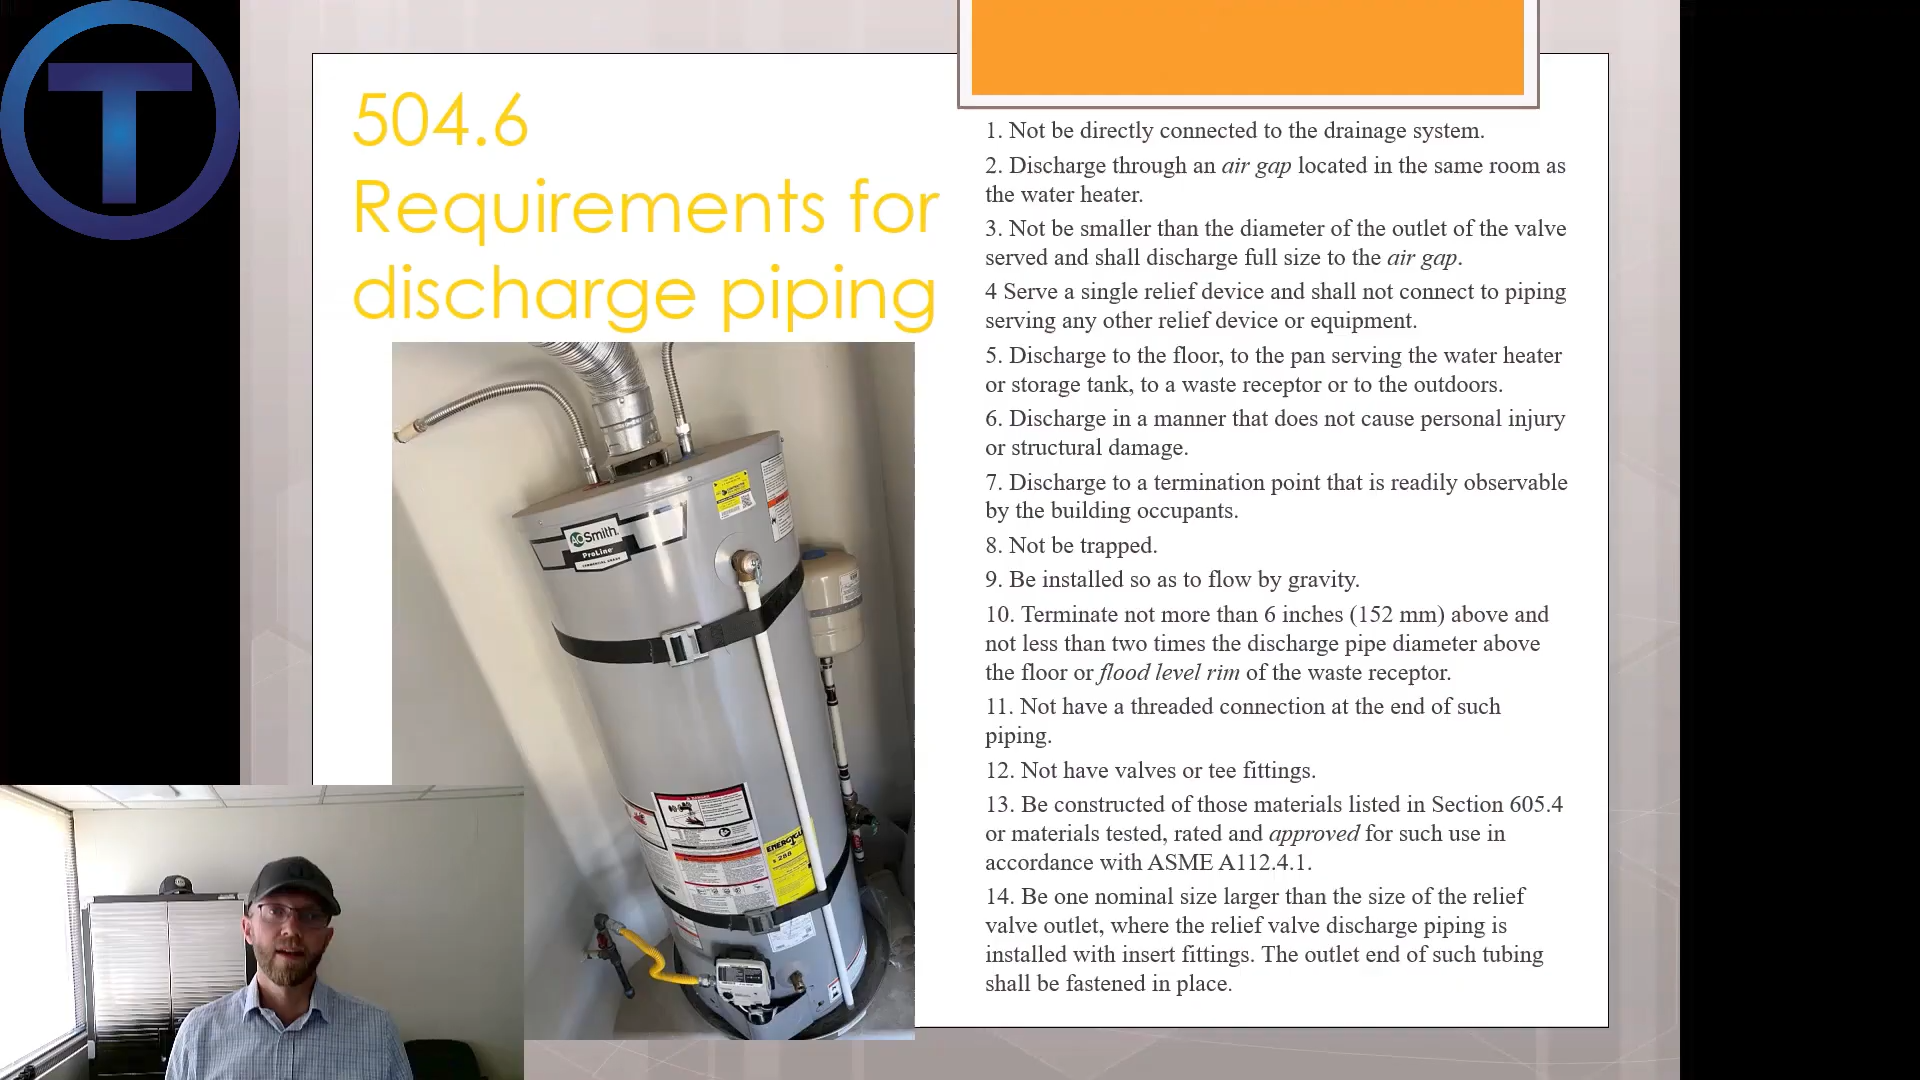 T
504.6
Requirements for
discharge piping
1. Not be directly connected to the drainage system.
2. Discharge through an air gap located in the same room as
the water heater.
3. Not be smaller than the diameter of the outlet of the valve
served and shall discharge full size to the air gap.
4 Serve a single relief device and shall not connect to piping
serving any other relief device or equipment.
5. Discharge to the floor, to the pan serving the water heater
or storage tank, to a waste receptor or to the outdoors.
6. Discharge in a manner that does not cause personal injury
or structural damage.
7. Discharge to a termination point that is readily observable
by the building occupants.
8. Not be trapped.
9. Be installed so as to flow by gravity.
10. Terminate not more than 6 inches (152 mm) above and
not less than two times the discharge pipe diameter above
the floor or flood level rim of the waste receptor.
11. Not have a threaded connection at the end of such
piping.
12. Not have valves or tee fittings.
13. Be constructed of those materials listed in Section 605.4
or materials tested, rated and approved for such use in
accordance with ASME A112.4.1.
14. Be one nominal size larger than the size of the relief
valve outlet, where the relief valve discharge piping is
installed with insert fittings. The outlet end of such tubing
shall be fastened in place.
AOSmith
ProLine